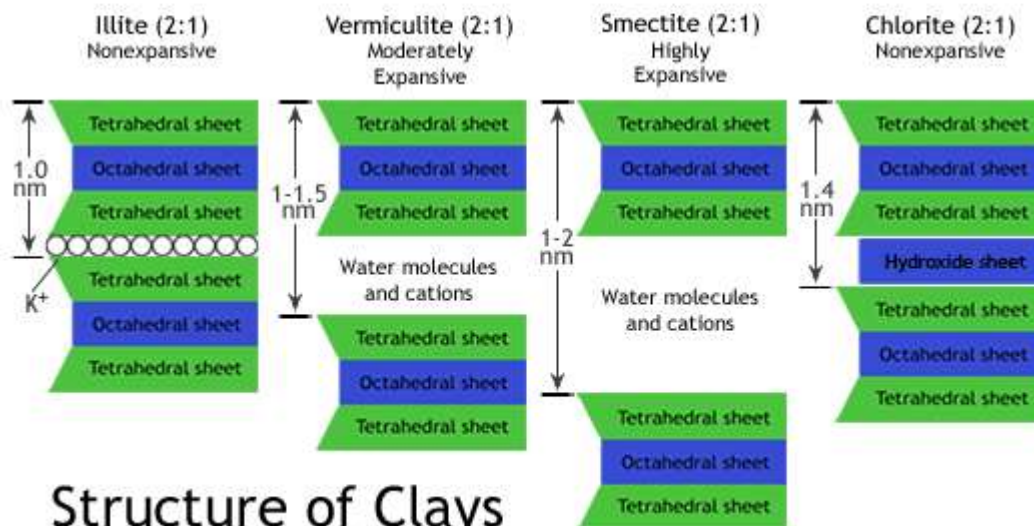 Illite (2:1)
Nonexpansive
1.0
nm
Tetrahedral sheet
Octahedral sheet
Tetrahedral sheet
K+
Tetrahedral sheet
Octahedral sheet
Tetrahedral sheet
Vermiculite (2:1)
Moderately
Expansive
1-1.5
nm
Tetrahedral sheet
Octahedral sheet
Tetrahedral sheet
Water molecules
and cations
Tetrahedral sheet
Octahedral sheet
Tetrahedral sheet
Smectite (2:1)
Highly
Expansive
1-2
nm
Tetrahedral sheet
Octahedral sheet
Tetrahedral sheet
Water molecules
and cations
Tetrahedral sheet
Octahedral sheet
Tetrahedral sheet
Chlorite (2:1)
Nonexpansive
1.4
nm
Tetrahedral sheet
Octahedral sheet
Tetrahedral sheet
Hydroxide sheet
Tetrahedral sheet
Octahedral sheet
Tetrahedral sheet
Structure of Clays